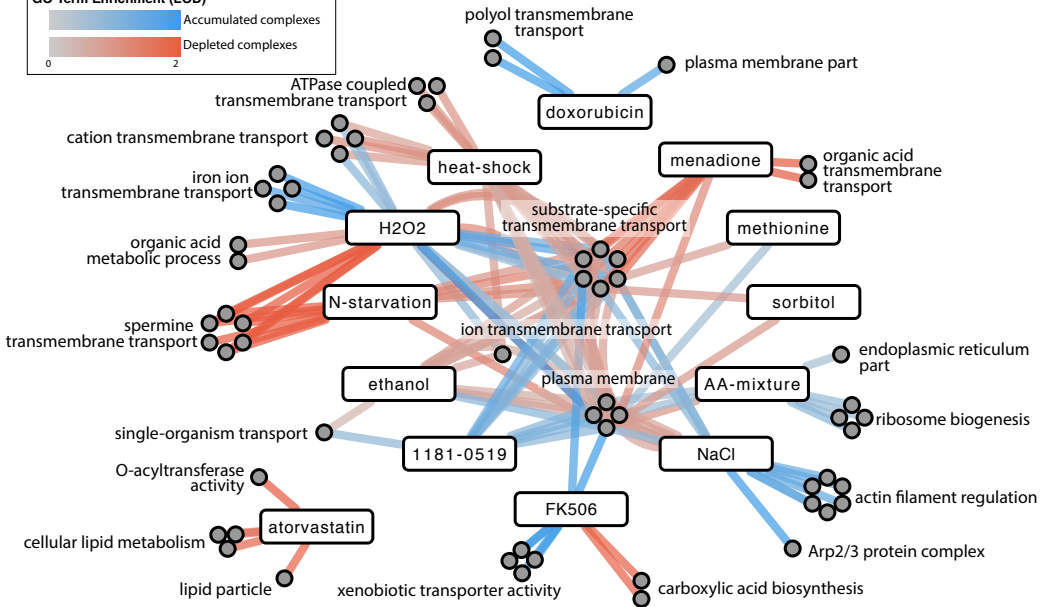 GO Term Enrichment (LOD)
Accumulated complexes
Depleted complexes
0 2
polyol transmembrane
transport
plasma membrane part
doxorubicin
ATPase coupled
transmembrane transport
cation transmembrane transport
heat-shock
menadione
organic acid
transmembrane
transport
iron ion
transmembrane transport
H2O2
substrate-specific
transmembrane transport
methionine
organic acid
metabolic process
N-starvation
sorbitol
spermine
transmembrane transport
ion transmembrane transport
endoplasmic reticulum
part
ethanol
plasma membrane
AA-mixture
ribosome biogenesis
single-organism transport
1181-0519
NaCl
O-acyltransferase
activity
actin filament regulation
atorvastatin
FK506
cellular lipid metabolism
Arp2/3 protein complex
lipid particle
xenobiotic transporter activity
carboxylic acid biosynthesis